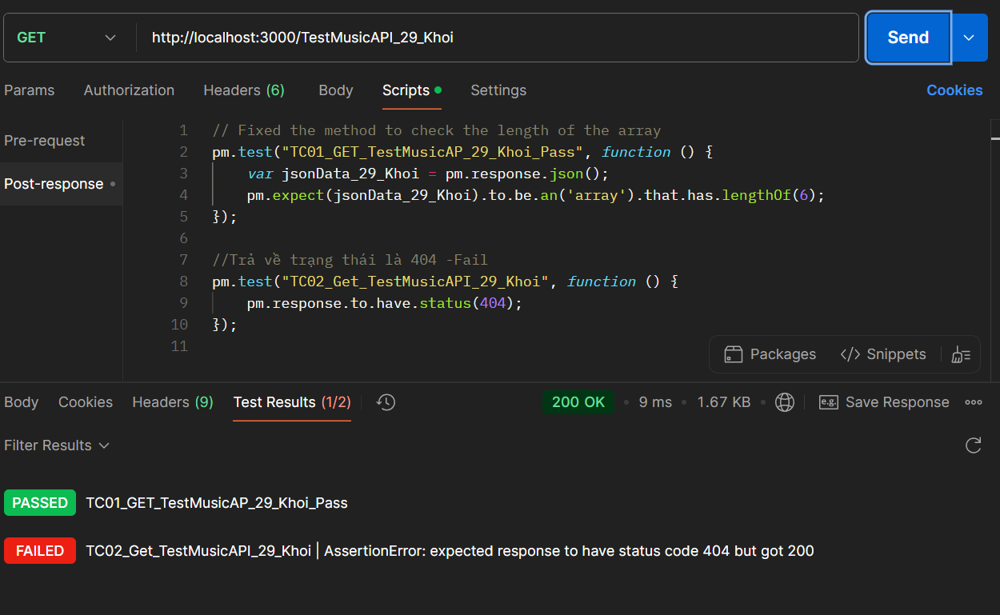 GET http://localhost:3000/TestMusicAPI_29_Khoi Send
Params Authorization Headers (6) Body Scripts Settings Cookies
Pre-request
Post-response
1 // Fixed the method to check the length of the array
2 pm.test("TC01_GET_TestMusicAP_29_Khoi_Pass", function () {
3 var jsonData_29_Khoi = pm.response.json();
4 pm.expect(jsonData_29_Khoi).to.be.an('array').that.has.lengthOf(6);
5 });
6
7 //Trả về trạng thái là 404 -Fail
8 pm.test("TC02_Get_TestMusicAPI_29_Khoi", function () {
9 pm.response.to.have.status(404);
10 });
11
Packages </> Snippets
Body Cookies Headers (9) Test Results (1/2) 200 OK 9 ms 1.67 KB e.g. Save Response
Filter Results
PASSED TC01_GET_TestMusicAP_29_Khoi_Pass
FAILED TC02_Get_TestMusicAPI_29_Khoi | AssertionError: expected response to have status code 404 but got 200